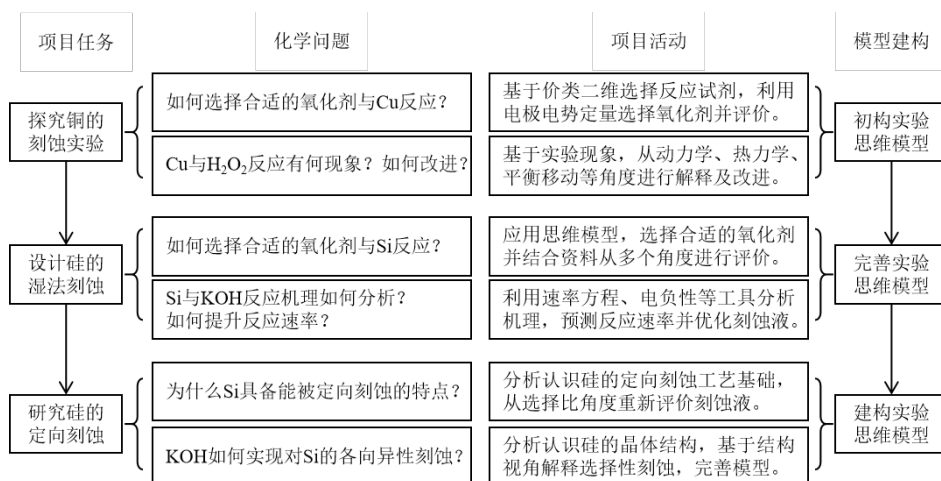 项目任务
化学问题
项目活动
模型建构
探究铜的
刻蚀实验
如何选择合适的氧化剂与Cu反应？
基于价类二维选择反应试剂，利用
电极电势定量选择氧化剂并评价。
初构实验
思维模型
Cu与H₂O₂反应有何现象？如何改进？
基于实验现象，从动力学、热力学、
平衡移动等角度进行解释及改进。
设计硅的
湿法刻蚀
如何选择合适的氧化剂与Si反应？
应用思维模型，选择合适的氧化剂
并结合资料从多个角度进行评价。
完善实验
思维模型
Si与KOH反应机理如何分析？
如何提升反应速率？
利用速率方程、电负性等工具分析
机理，预测反应速率并优化刻蚀液。
研究硅的
定向刻蚀
为什么Si具备能被定向刻蚀的特点？
分析认识硅的定向刻蚀工艺基础，
从选择比角度重新评价刻蚀液。
建构实验
思维模型
KOH如何实现对Si的各向异性刻蚀？
分析认识硅的晶体结构，基于结构
视角解释选择性刻蚀，完善模型。